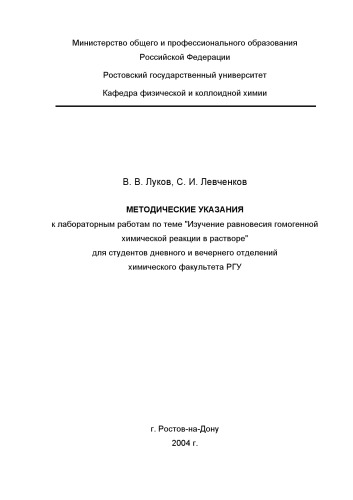 Министерство общего и профессионального образования
Российской Федерации
Ростовский государственный университет
Кафедра физической и коллоидной химии
В. В. Луков, С. И. Левченков
МЕТОДИЧЕСКИЕ УКАЗАНИЯ
к лабораторным работам по теме "Изучение равновесия гомогенной
химической реакции в растворе"
для студентов дневного и вечернего отделений
химического факультета РГУ
г. Ростов-на-Дону
2004 г.